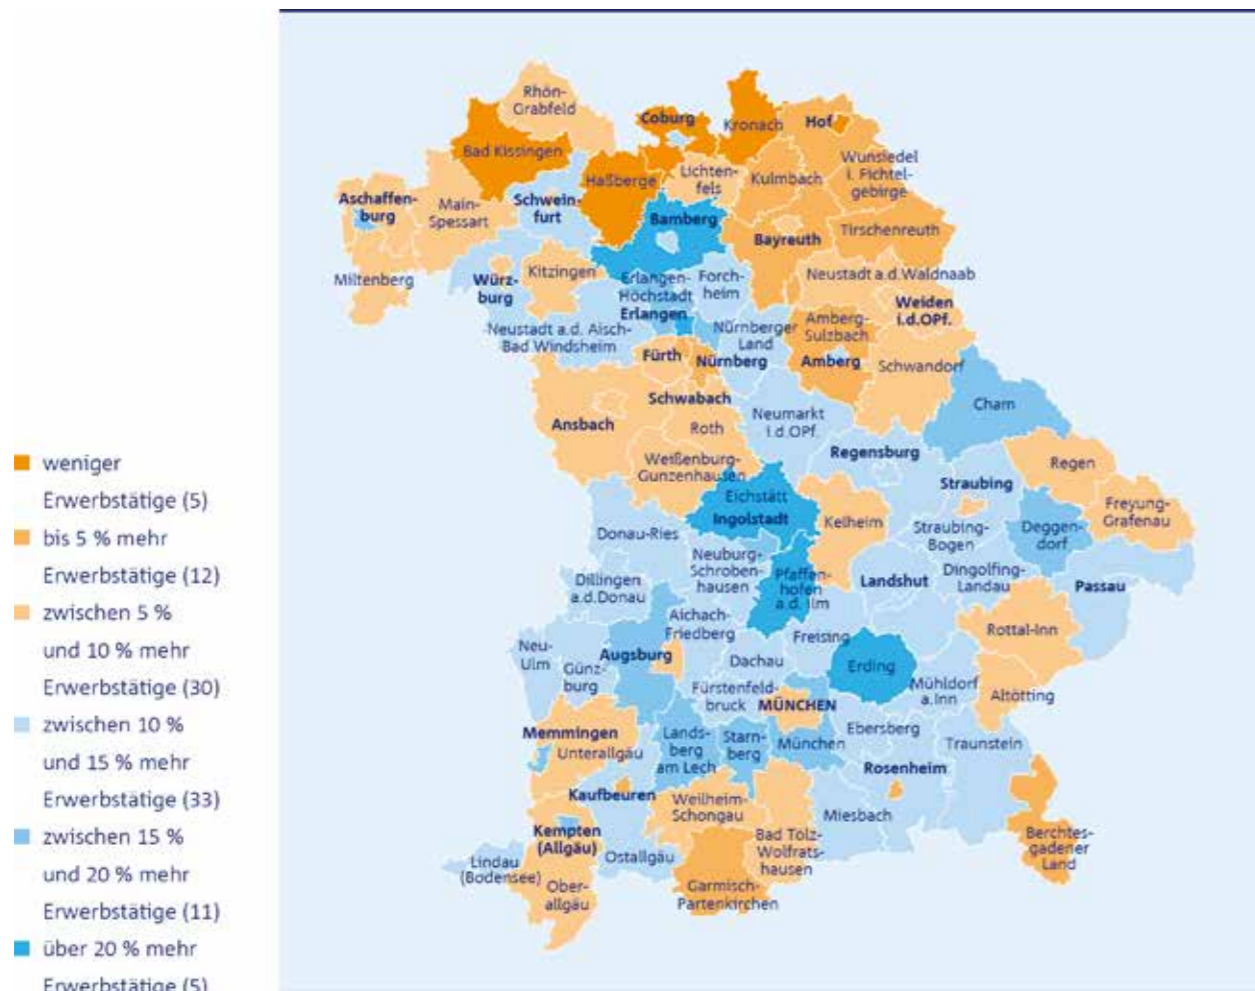 Rhön-
Grabfeld
Coburg
Kronach
Hof
Bad Kissingen
Wunsiedel
i. Fichtel-
gebirge
Haßberge
Lichten-
fels
Kulmbach
Aschaffen-
burg
Main-
Spessart
Schwein-
furt
Bamberg
Bayreuth
Tirschenreuth
Miltenberg
Würz-
burg
Kitzingen
Erlangen-
Höchstadt
Erlangen
Forch-
heim
Neustadt a.d.Waldnaab
Weiden
i.d.OPf.
Neustadt a.d. Aisch-
Bad Windsheim
Nürnberger
Land
Amberg-
Sulzbach
Fürth
Nürnberg
Amberg
Schwandorf
Schwabach
Ansbach
Roth
Neumarkt
i.d.OPf.
Cham
Weißenburg-
Gunzenhausen
Regensburg
Regen
Straubing
Eichstätt
Ingolstadt
Kelheim
Freyung-
Grafenau
Donau-Ries
Straubing-
Bogen
Deggen-
dorf
Neuburg-
Schroben-
hausen
Pfaffen-
hofen
a.d. Ilm
Dillingen
a.d.Donau
Landshut
Dingolfing-
Landau
Passau
Aichach-
Friedberg
Freising
Rottal-Inn
Neu-
Ulm
Günz-
burg
Augsburg
Dachau
Erding
Mühldorf
a.Inn
Altötting
Fürstenfeld-
bruck
MÜNCHEN
Memmingen
Unterallgäu
Lands-
berg
am Lech
Starn-
berg
München
Ebersberg
Traunstein
Rosenheim
Kaufbeuren
Weilheim-
Schongau
Miesbach
Kempten
(Allgäu)
Bad Tölz-
Wolfrats-
hausen
Berchtes-
gadener
Land
Lindau
(Bodensee)
Ostallgäu
Ober-
allgäu
Garmisch-
Partenkirchen
weniger
Erwerbstätige (5)
bis 5 % mehr
Erwerbstätige (12)
zwischen 5 %
und 10 % mehr
Erwerbstätige (30)
zwischen 10 %
und 15 % mehr
Erwerbstätige (33)
zwischen 15 %
und 20 % mehr
Erwerbstätige (11)
über 20 % mehr
Erwerbstätige (5)